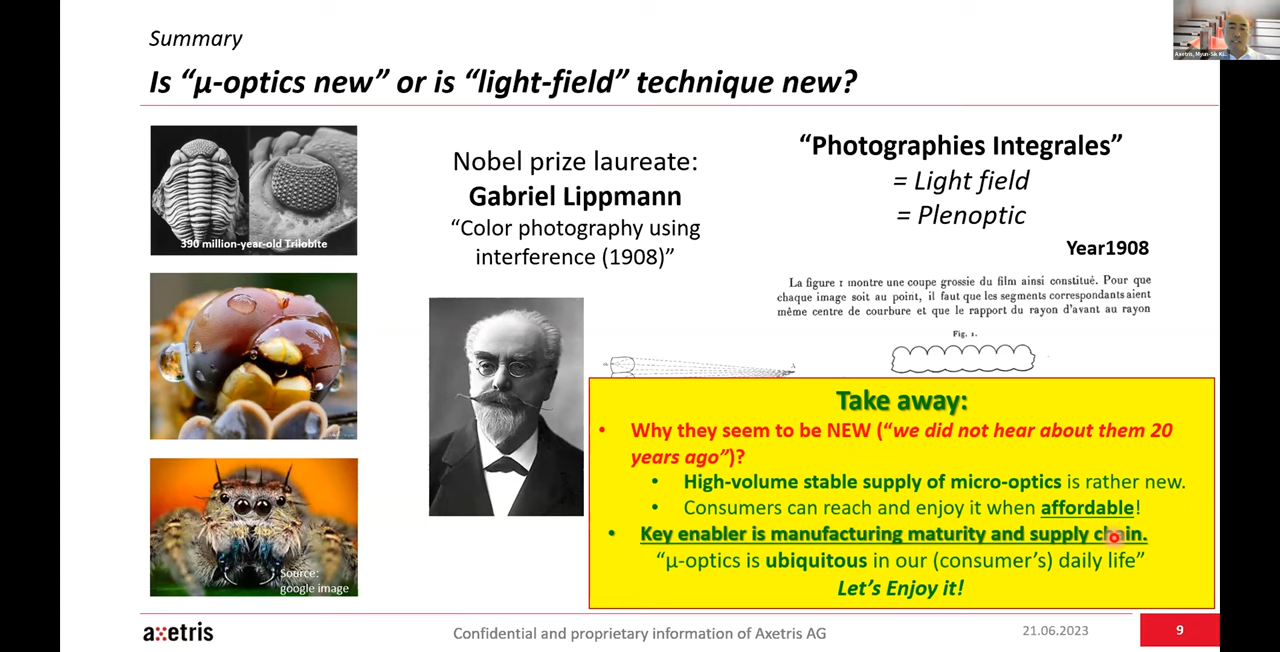 Summary
Is “µ-optics new” or is “light-field” technique new?
390 million-year-old Trilobite
Source:
google image
Nobel prize laureate:
Gabriel Lippmann
“Color photography using
interference (1908)”
“Photographies Integrales”
= Light field
= Plenoptic
Year1908
La figure 1 montre une coupe grossie du film ainsi constitué. Pour que
chaque image soit au point, il faut que les segments correspondants aient
même centre de courbure et que le rapport du rayon d'avant au rayon
Fig. 1.
Take away:
• Why they seem to be NEW (“we did not hear about them 20
years ago”)?
• High-volume stable supply of micro-optics is rather new.
• Consumers can reach and enjoy it when affordable!
• Key enabler is manufacturing maturity and supply chain.
“µ-optics is ubiquitous in our (consumer’s) daily life”
Let’s Enjoy it!
axetris
Confidential and proprietary information of Axetris AG
21.06.2023
9
Axetris, Myun-Sik Ki...